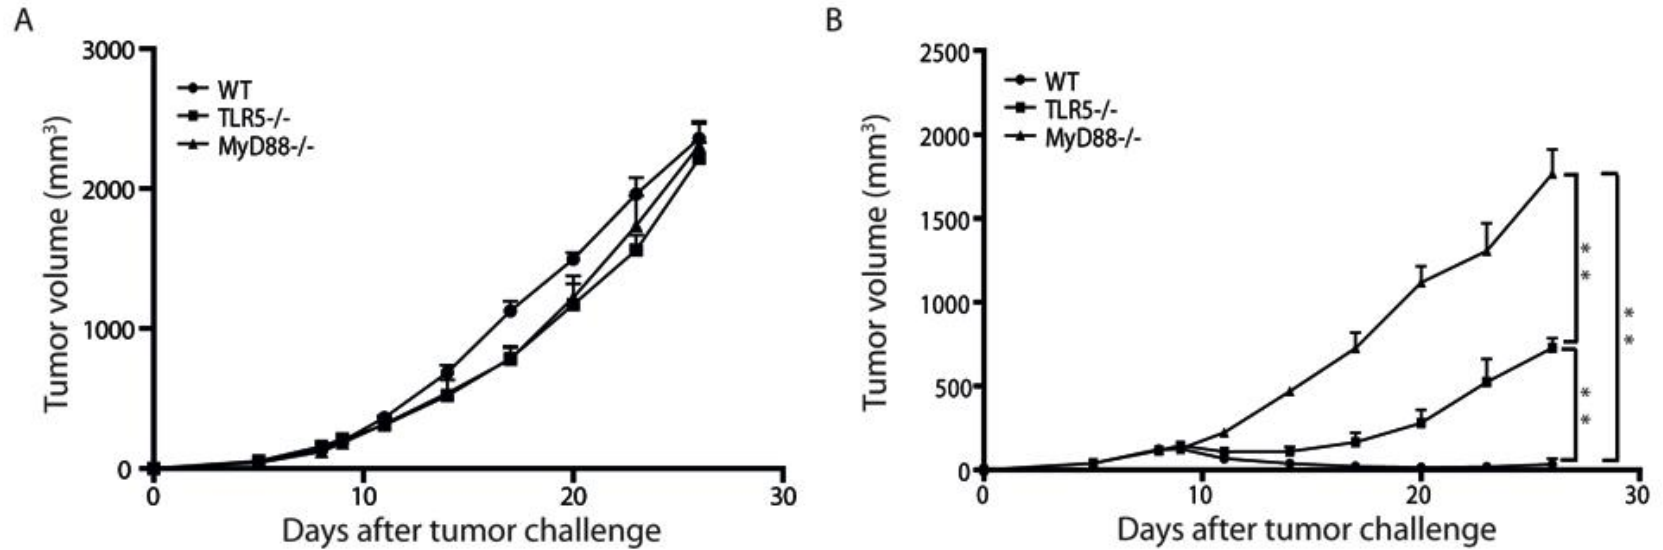 A
3000
2000
1000
0
0
10
20
30
Tumor volume (mm³)
Days after tumor challenge
WT
TLR5-/-
MyD88-/-
B
2500
2000
1500
1000
500
0
0
10
20
30
Tumor volume (mm³)
Days after tumor challenge
WT
TLR5-/-
MyD88-/-
**
**
**